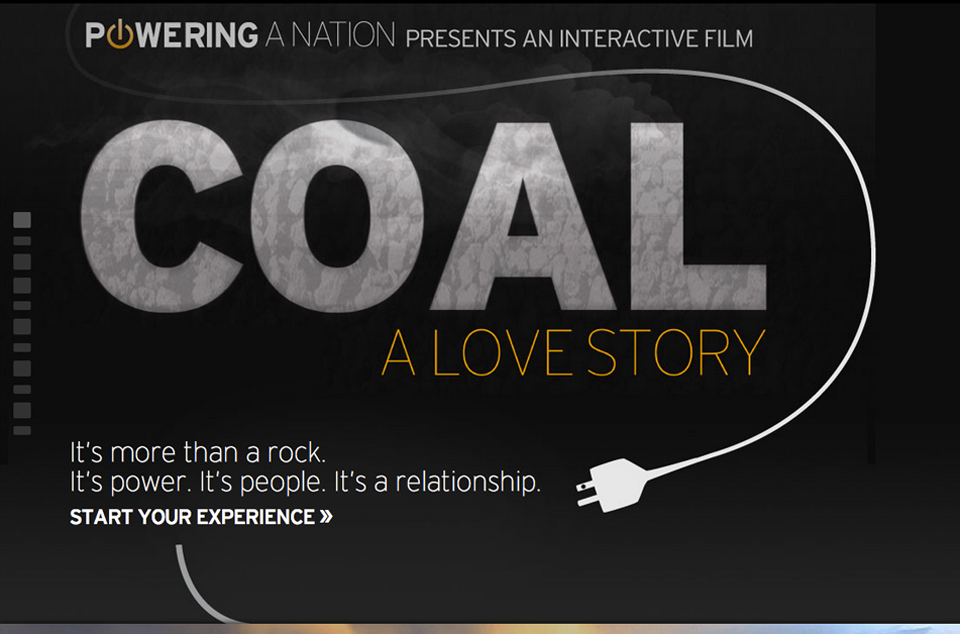 POWERING A NATION PRESENTS AN INTERACTIVE FILM
COAL
A LOVE STORY
It's more than a rock.
It's power. It's people. It's a relationship.
START YOUR EXPERIENCE »